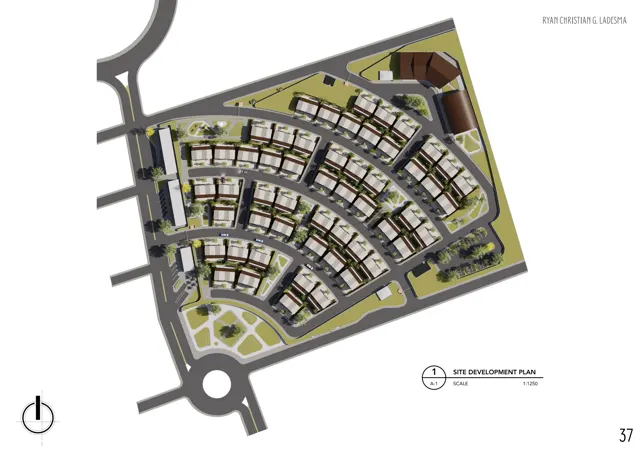 RYAN CHRISTIAN G. LADESMA
1 SITE DEVELOPMENT PLAN
A-1 SCALE 1:1250
37